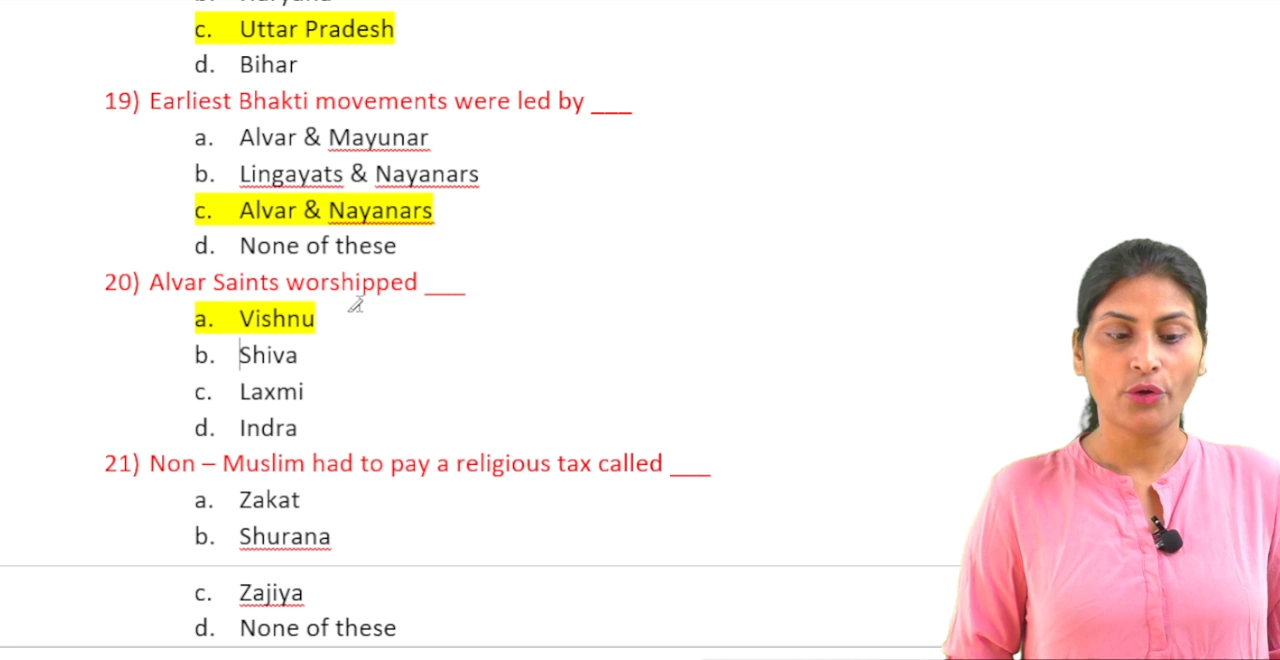 c. Uttar Pradesh
d. Bihar
19) Earliest Bhakti movements were led by ___
a. Alvar & Mayunar
b. Lingayats & Nayanars
c. Alvar & Nayanars
d. None of these
20) Alvar Saints worshipped ___
a. Vishnu
b. Shiva
c. Laxmi
d. Indra
21) Non – Muslim had to pay a religious tax called ___
a. Zakat
b. Shurana
c. Zajiya
d. None of these